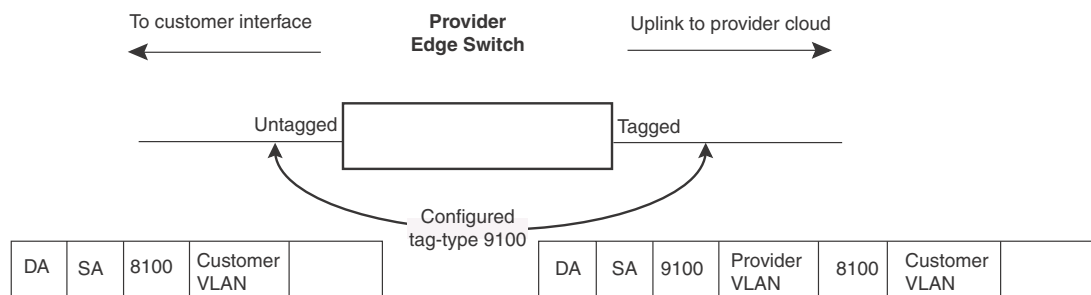 To customer interface
Provider
Edge Switch
Uplink to provider cloud
Untagged
Tagged
Configured
tag-type 9100
DA SA 8100 Customer
VLAN
DA SA 9100 Provider
VLAN
8100 Customer
VLAN